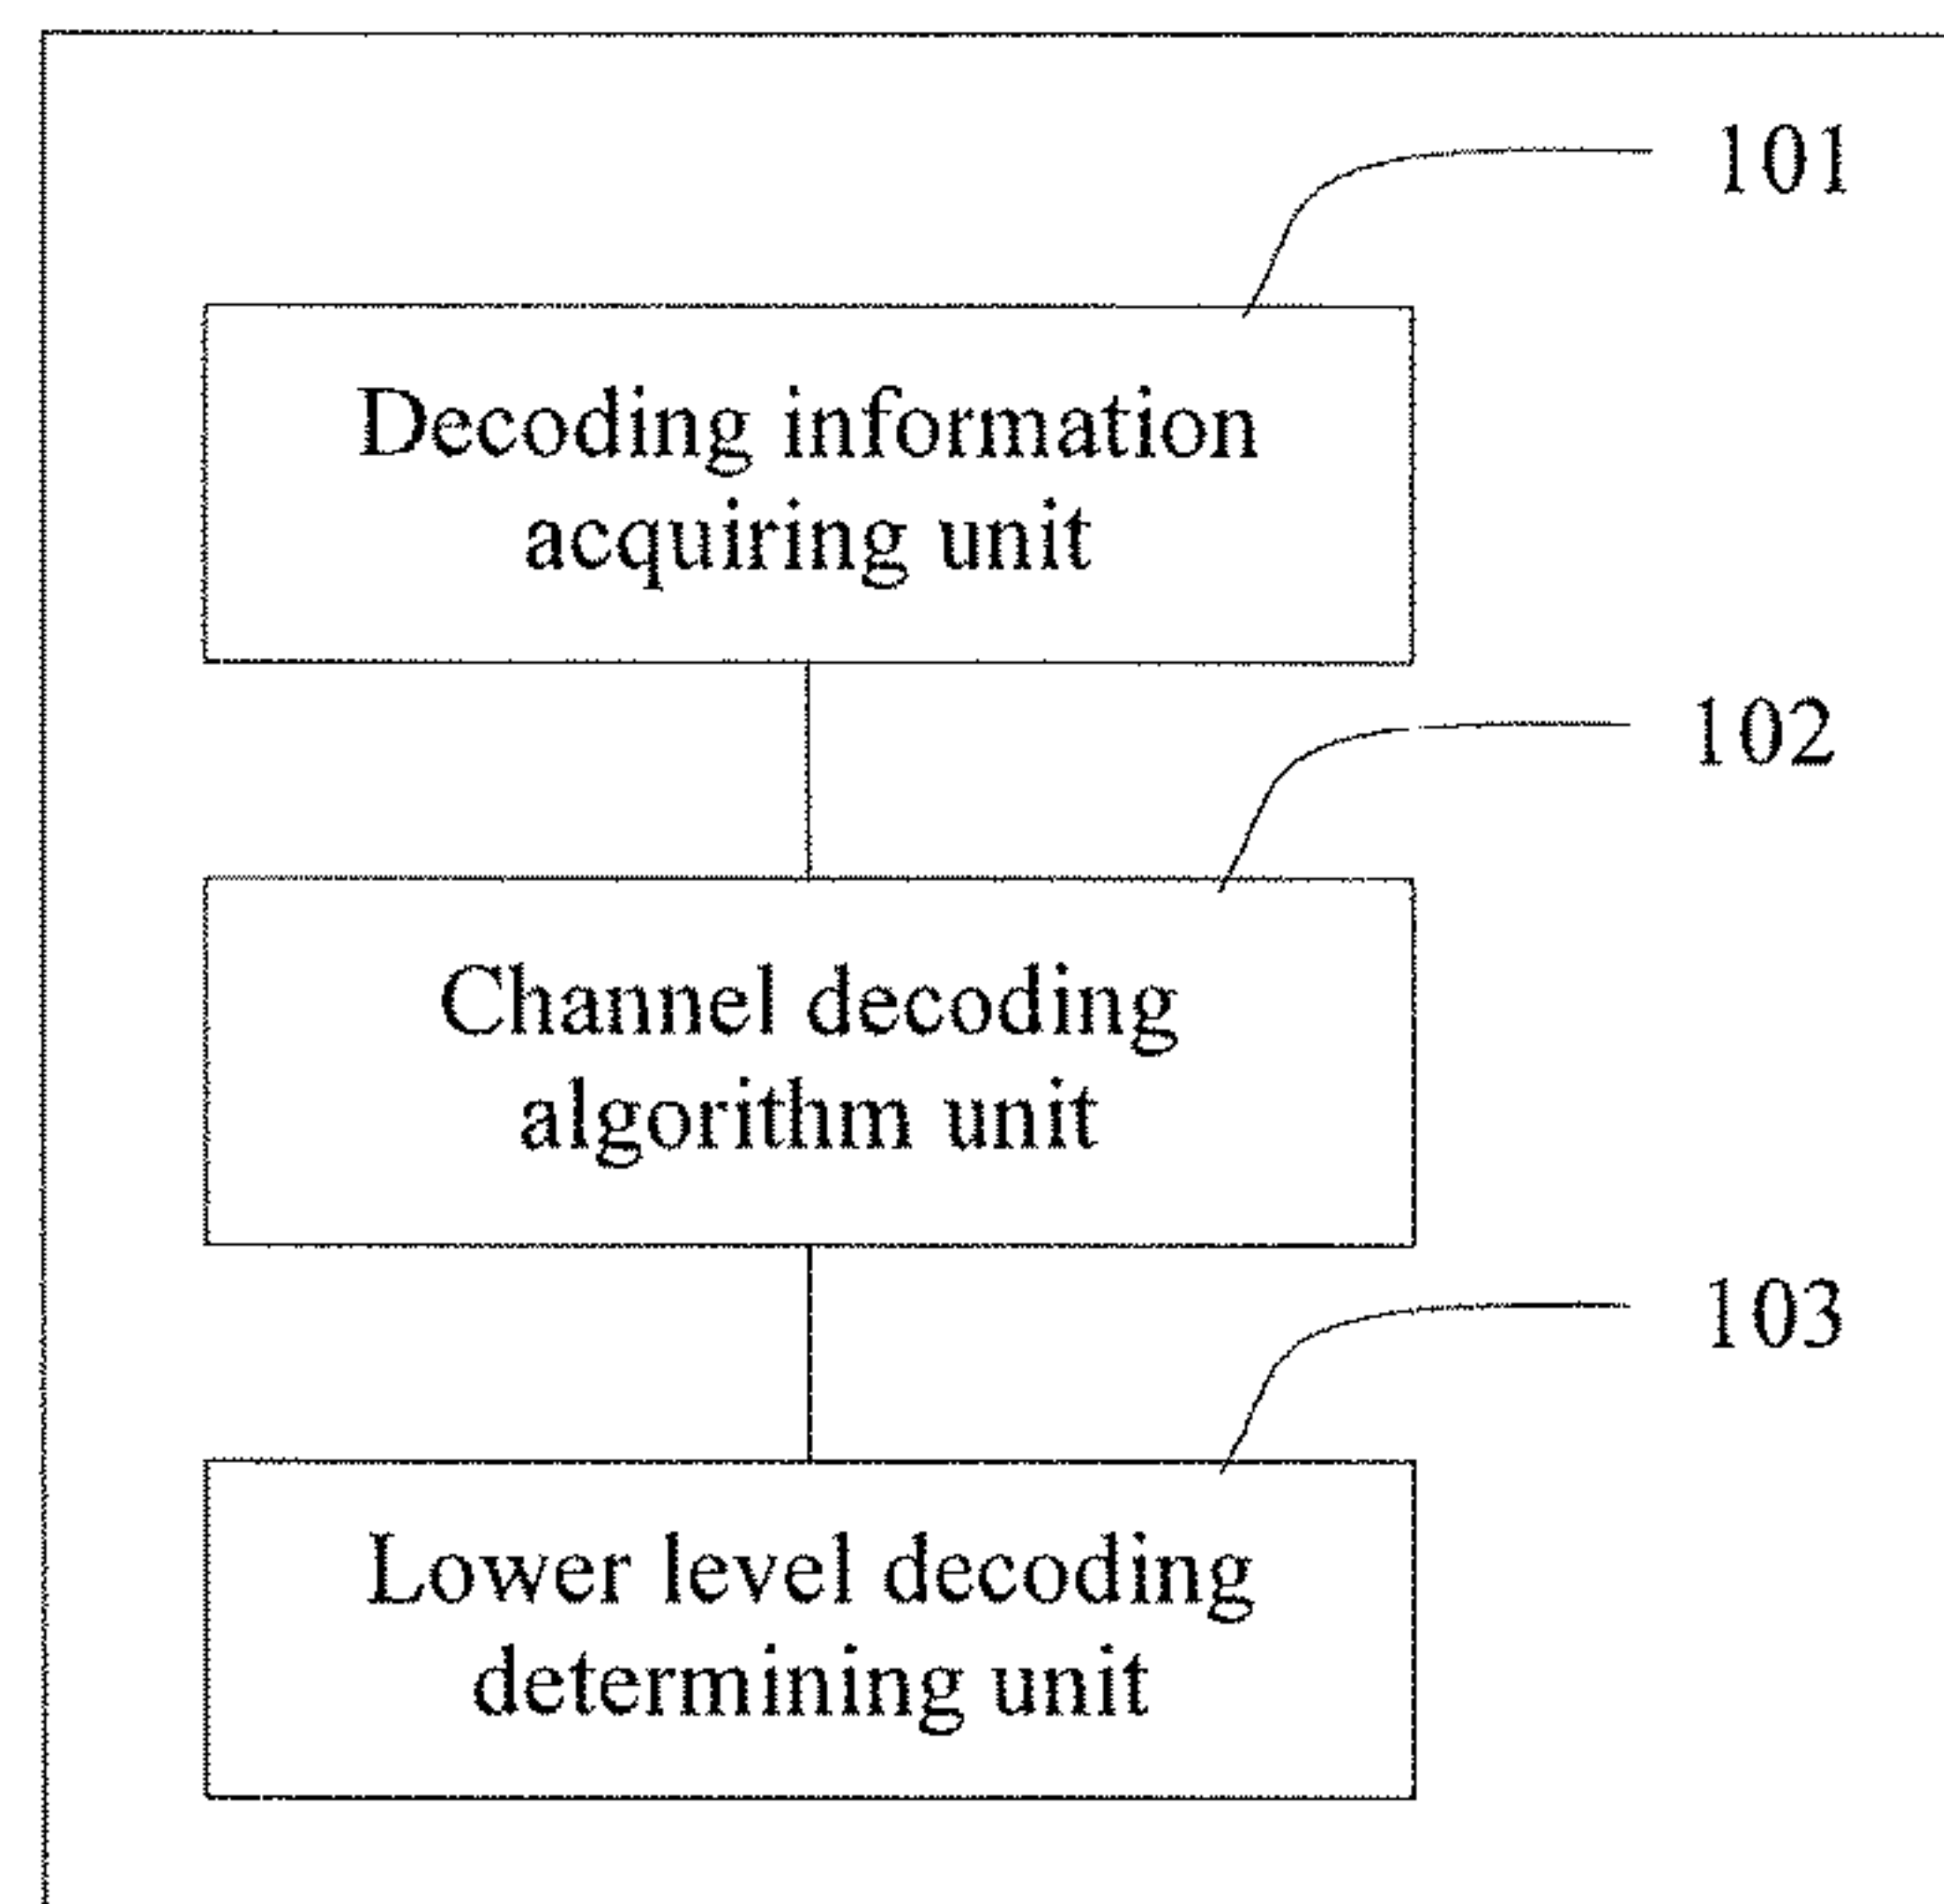 101
Decoding information
acquiring unit
102
Channel decoding
algorithm unit
103
Lower level decoding
determining unit